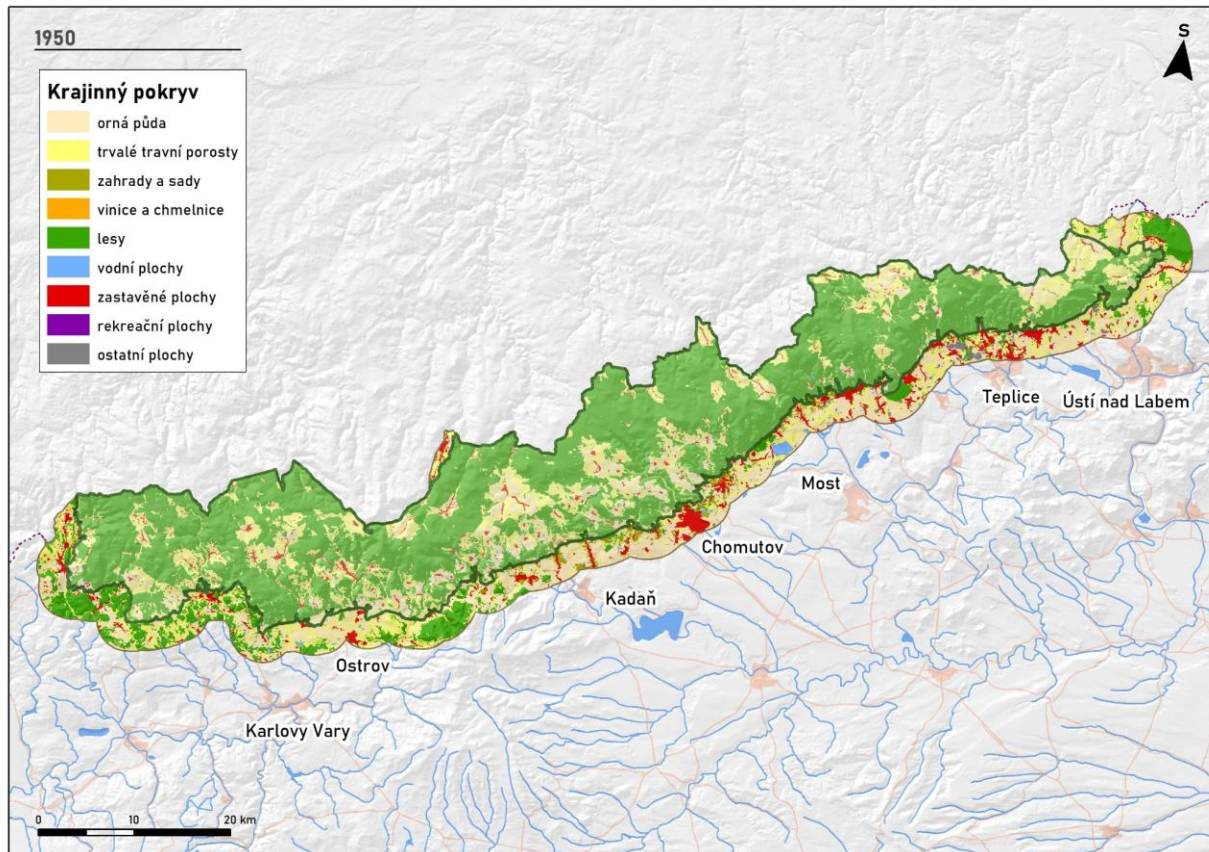 1950
S
Krajinný pokryv
orná půda
trvalé travní porosty
zahrady a sady
vinice a chmelnice
lesy
vodní plochy
zastavěné plochy
rekreační plochy
ostatní plochy
Teplice
Ústí nad Labem
Most
Chomutov
Kadaň
Ostrov
Karlovy Vary
0 10 20 km